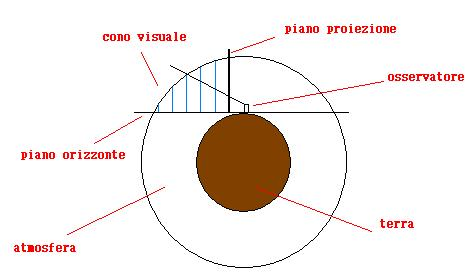 piano proiezione
cono visuale
osservatore
piano orizzonte
terra
atmosfera